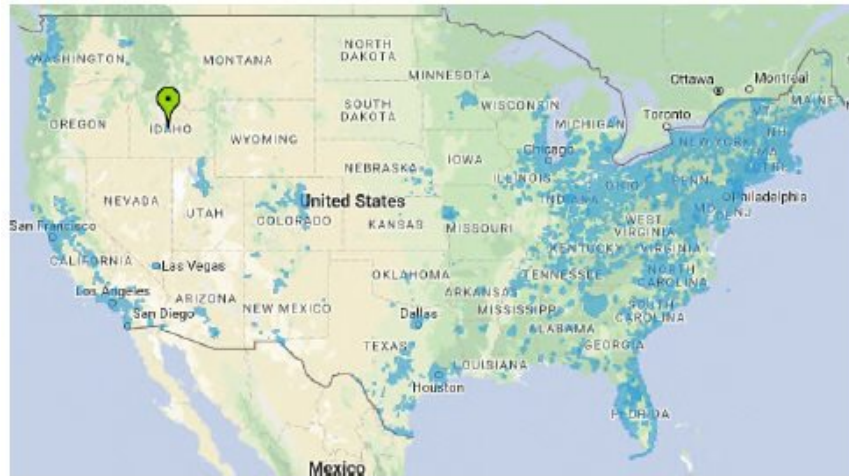 NORTH
DAKOTA
WASHINGTON
MONTANA
MINNESOTA
Ottawa
Montreal
MAINE
VT
NH
SOUTH
DAKOTA
WISCONSIN
MICHIGAN
Toronto
OREGON
IDAHO
WYOMING
NEW YORK
MA
Chicago
IOWA
NEBRASKA
ILLINOIS
INDIANA
OHIO
PENN
Philadelphia
NEVADA
UTAH
COLORADO
United States
KANSAS
MISSOURI
WEST
VIRGINIA
San Francisco
CALIFORNIA
KENTUCKY
VIRGINIA
Las Vegas
OKLAHOMA
TENNESSEE
NORTH
CAROLINA
Los Angeles
ARIZONA
NEW MEXICO
ARKANSAS
SOUTH
CAROLINA
San Diego
Dallas
MISSISSIPP
ALABAMA
GEORGIA
TEXAS
LOUISIANA
Houston
FLORIDA
Mexico